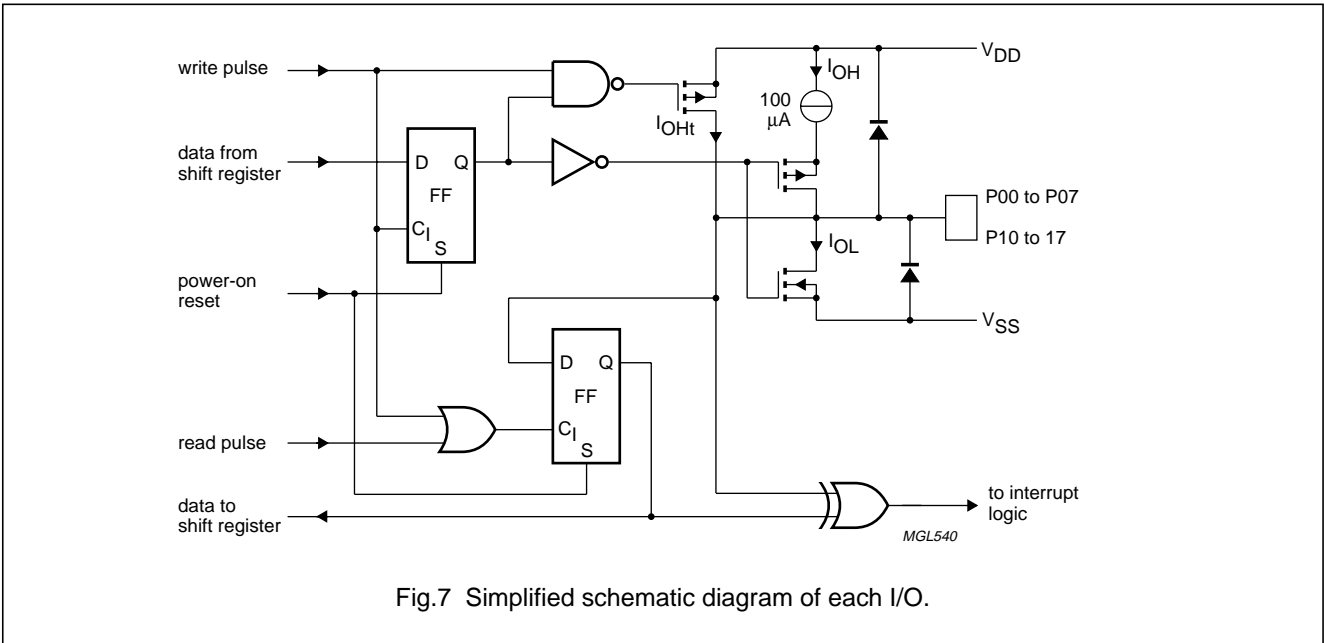 write pulse
data from
shift register
power-on
reset
read pulse
data to
shift register
D Q
FF
CI
S
D Q
FF
CI
S
IOHt
100
μA
IOH
VDD
P00 to P07
P10 to 17
IOL
VSS
to interrupt
logic
MGL540
Fig.7 Simplified schematic diagram of each I/O.